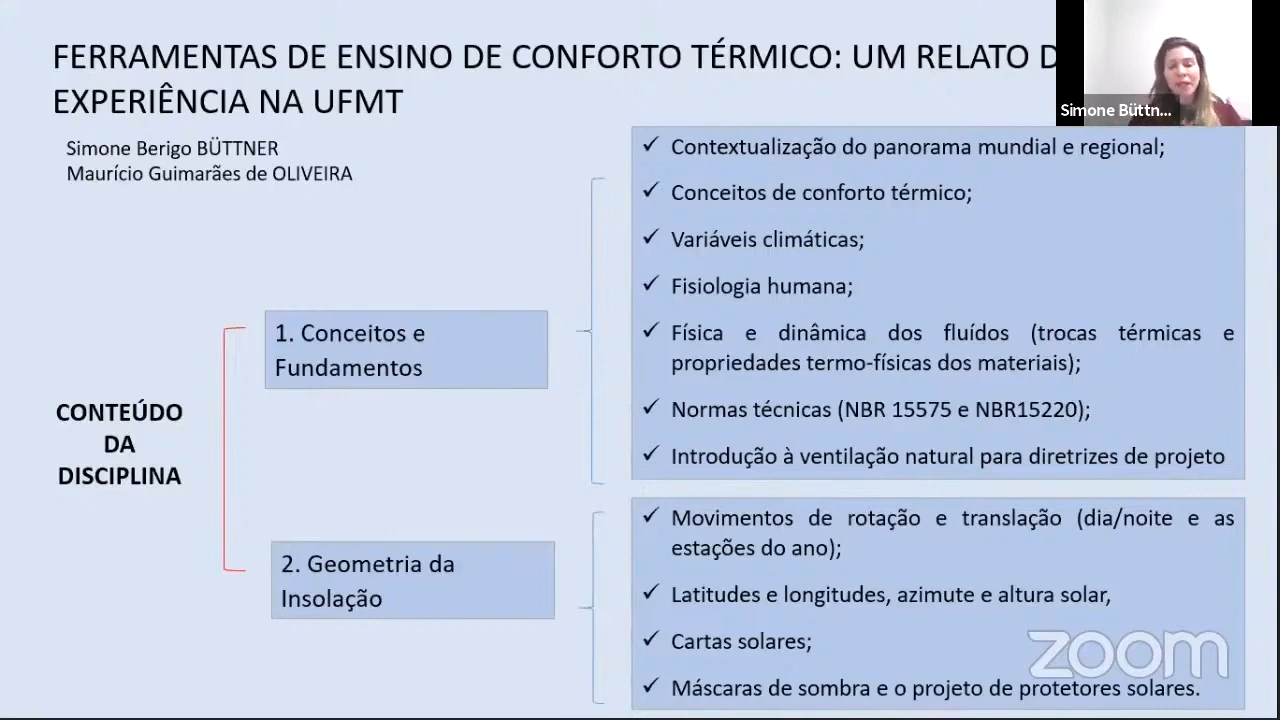 FERRAMENTAS DE ENSINO DE CONFORTO TÉRMICO: UM RELATO D
EXPERIÊNCIA NA UFMT
Simone Büttn...
Simone Berigo BÜTTNER
Maurício Guimarães de OLIVEIRA
CONTEÚDO
DA
DISCIPLINA
1. Conceitos e
Fundamentos
✓ Contextualização do panorama mundial e regional;
✓ Conceitos de conforto térmico;
✓ Variáveis climáticas;
✓ Fisiologia humana;
✓ Física e dinâmica dos fluídos (trocas térmicas e
propriedades termo-físicas dos materiais);
✓ Normas técnicas (NBR 15575 e NBR15220);
✓ Introdução à ventilação natural para diretrizes de projeto
2. Geometria da
Insolação
✓ Movimentos de rotação e translação (dia/noite e as
estações do ano);
✓ Latitudes e longitudes, azimute e altura solar,
✓ Cartas solares;
✓ Máscaras de sombra e o projeto de protetores solares.
zoom